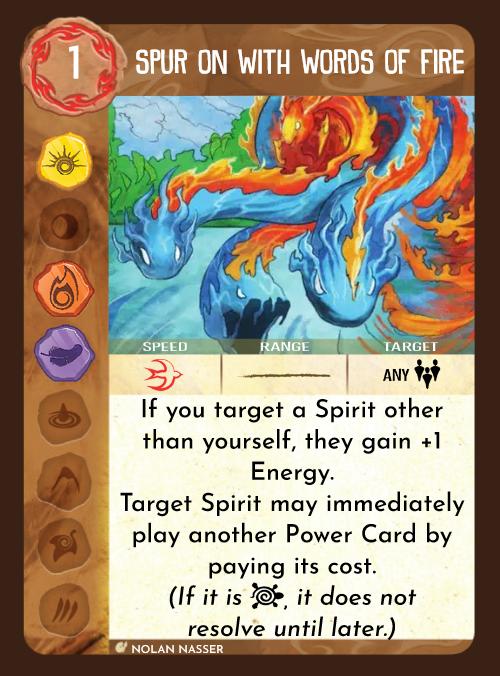 1
SPUR ON WITH WORDS OF FIRE
SPEED RANGE TARGET
ANY
If you target a Spirit other
than yourself, they gain +1
Energy.
Target Spirit may immediately
play another Power Card by
paying its cost.
(If it is , it does not
resolve until later.)
NOLAN NASSER